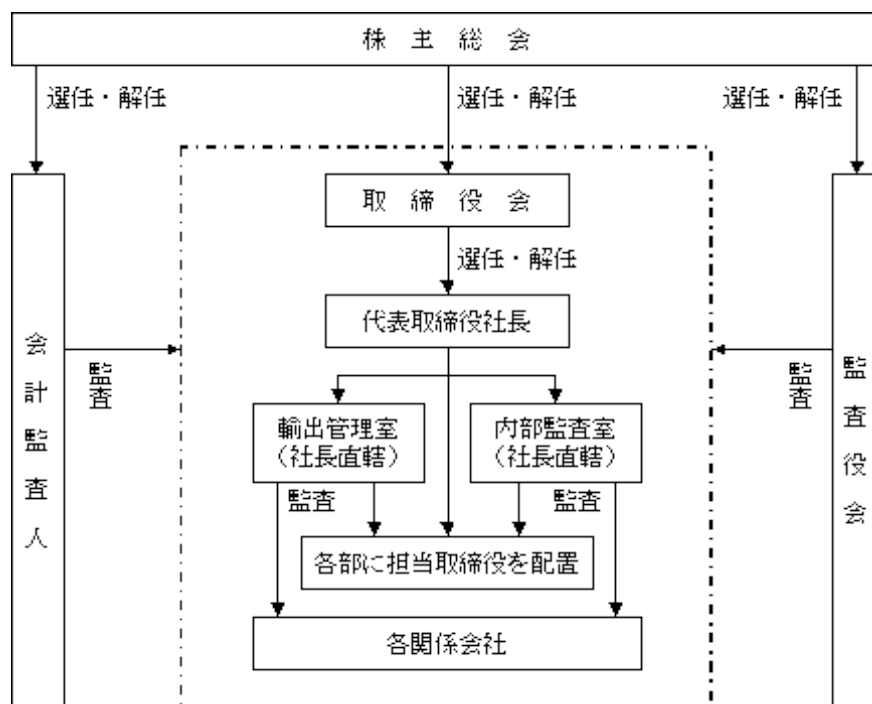 株主総会
選任・解任
選任・解任
選任・解任
取締役会
選任・解任
代表取締役社長
会計監査人
監査
監査
監査役会
輸出管理室
（社長直轄）
内部監査室
（社長直轄）
監査
監査
各部に担当取締役を配置
各関係会社